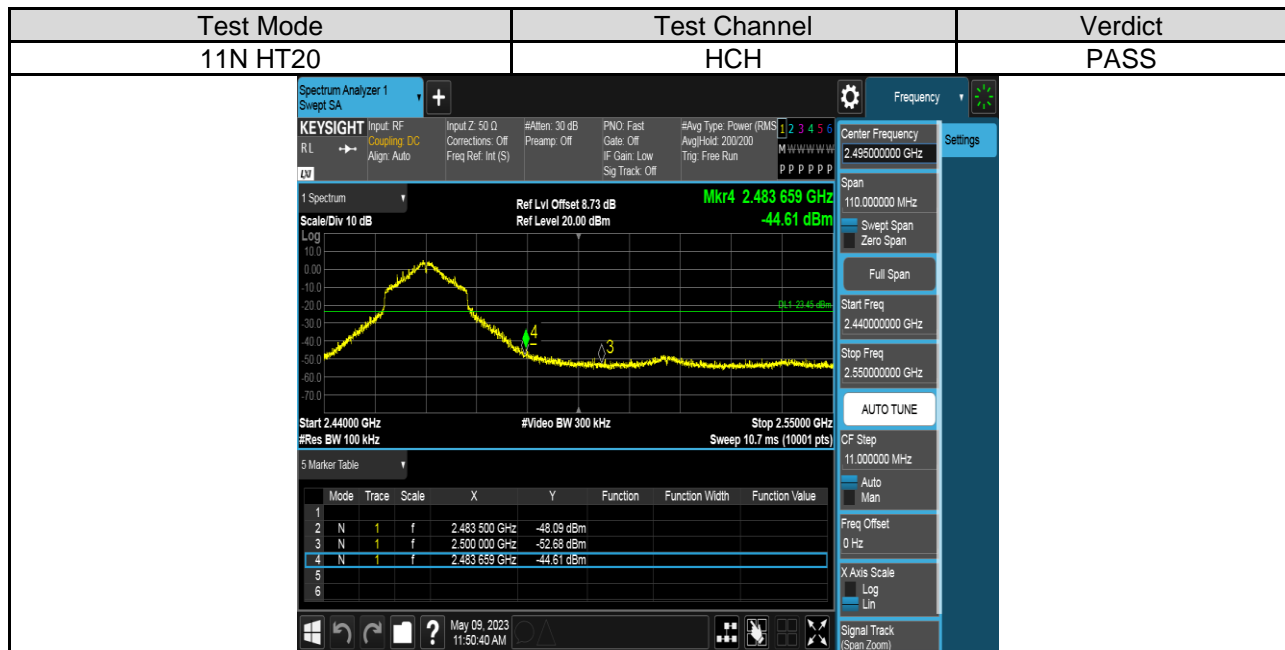 Test Mode Test Channel Verdict
11N HT20 HCH PASS
Spectrum Analyzer 1
Swept SA
+
Frequency
KEYSIGHT Input: RF Input Z: 50 Ω #Atten: 30 dB PNO: Fast #Avg Type: Power (RMS 1 2 3 4 5 6
RL Coupling: DC Corrections: Off Preamp: Off Gate: Off Avg|Hold: 200/200 M W W W W W
Align: Auto Freq Ref: Int (S) IF Gain: Low Trig: Free Run
LXI Sig Track: Off P P P P P P
Center Frequency
2.495000000 GHz
Settings
1 Spectrum
Ref Lvl Offset 8.73 dB
Mkr4 2.483 659 GHz
Scale/Div 10 dB Ref Level 20.00 dBm -44.61 dBm
Log
10.0
0.00
-10.0
-20.0
-30.0
-40.0
-50.0
-60.0
-70.0
DL1 -23.45 dBm
4
3
Start 2.44000 GHz #Video BW 300 kHz Stop 2.55000 GHz
#Res BW 100 kHz Sweep 10.7 ms (10001 pts)
Span
110.000000 MHz
Swept Span
Zero Span
Full Span
Start Freq
2.440000000 GHz
Stop Freq
2.550000000 GHz
AUTO TUNE
CF Step
11.000000 MHz
Auto
Man
Freq Offset
0 Hz
X Axis Scale
Log
Lin
Signal Track
(Span Zoom)
5 Marker Table
Mode Trace Scale X Y Function Function Width Function Value
1
2 N 1 f 2.483 500 GHz -48.09 dBm
3 N 1 f 2.500 000 GHz -52.68 dBm
4 N 1 f 2.483 659 GHz -44.61 dBm
5
6
? May 09, 2023
11:50:40 AM